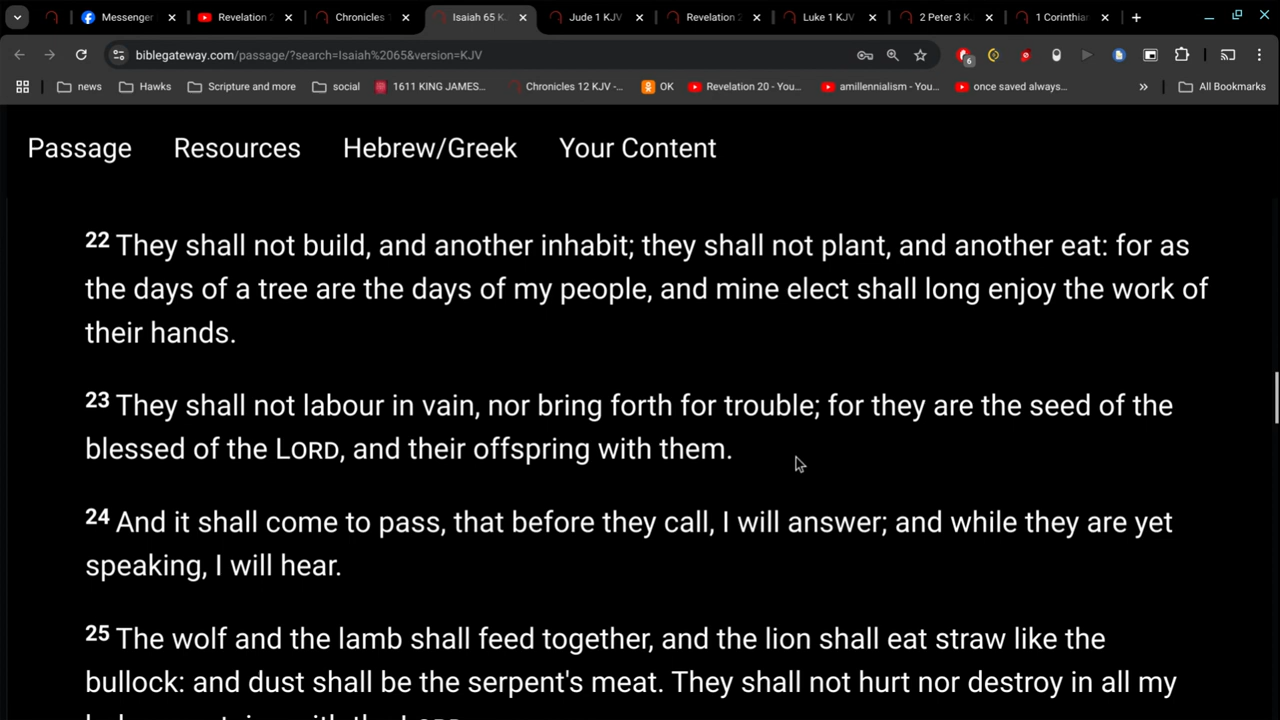 Messenger
Revelation 2
Chronicles
Isaiah 65 K
Jude 1 KJV
Revelation 2
Luke 1 KJV
2 Peter 3 K
1 Corinthian
biblegateway.com/passage/?search=Isaiah%2065&version=KJV
6
news
Hawks
Scripture and more
social
1611 KING JAMES...
Chronicles 12 KJV -...
OK
Revelation 20 - You...
amillennialism - You...
once saved always...
»
All Bookmarks
Passage Resources Hebrew/Greek Your Content
22 They shall not build, and another inhabit; they shall not plant, and another eat: for as
the days of a tree are the days of my people, and mine elect shall long enjoy the work of
their hands.
23 They shall not labour in vain, nor bring forth for trouble; for they are the seed of the
blessed of the LORD, and their offspring with them.
24 And it shall come to pass, that before they call, I will answer; and while they are yet
speaking, I will hear.
25 The wolf and the lamb shall feed together, and the lion shall eat straw like the
bullock: and dust shall be the serpent's meat. They shall not hurt nor destroy in all my